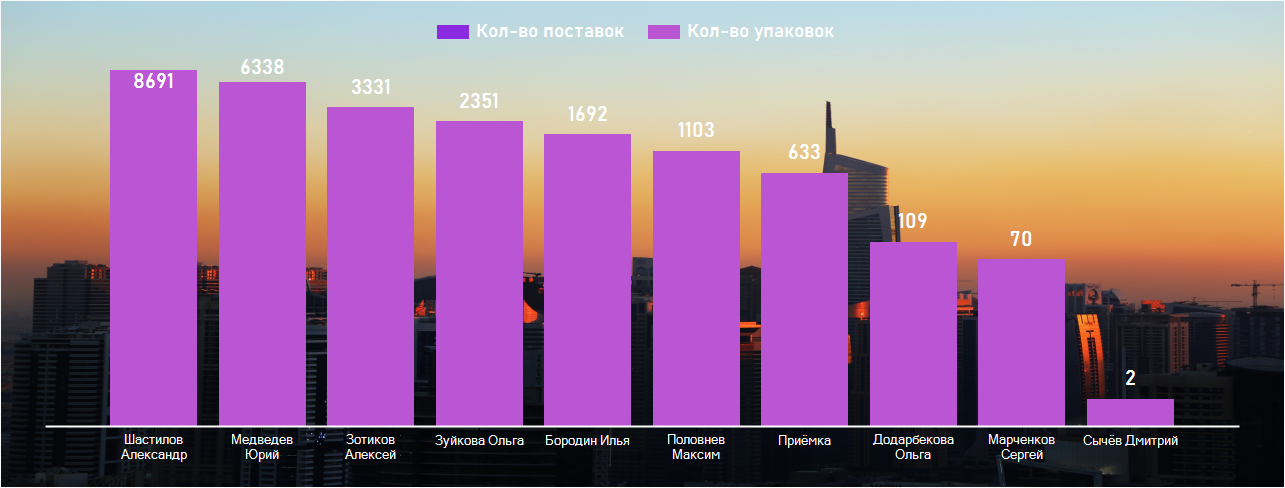 Кол-во поставок Кол-во упаковок
8691 6338 3331 2351 1692 1103 633 109 70 2
Шастилов
Александр
Медведев
Юрий
Зотиков
Алексей
Зуйкова Ольга
Бородин Илья
Половнев
Максим
Приёмка
Додарбекова
Ольга
Марченков
Сергей
Сычёв Дмитрий